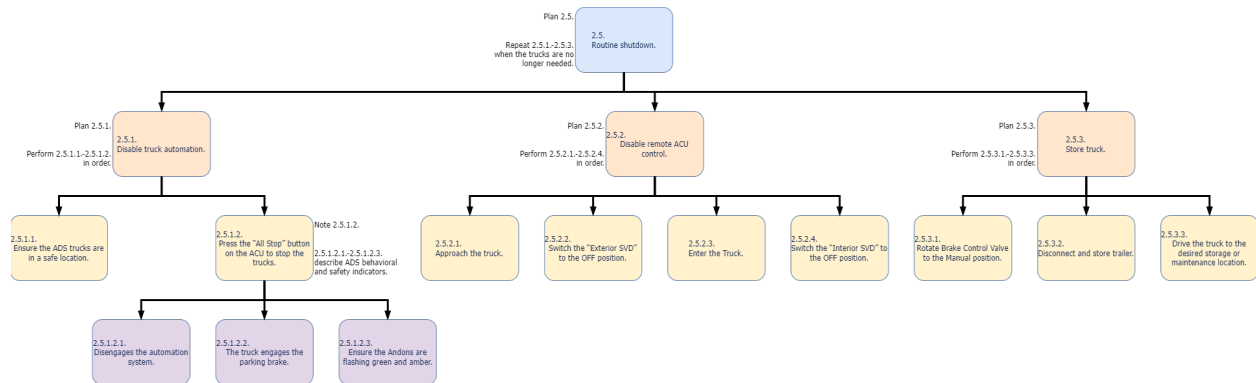 Plan 2.5.
Repeat 2.5.1.-2.5.3.
when the trucks are no
longer needed.
2.5.
Routine shutdown.
Plan 2.5.1.
Perform 2.5.1.1.-2.5.1.2.
in order.
2.5.1.
Disable truck automation.
Plan 2.5.2.
Perform 2.5.2.1.-2.5.2.4.
in order.
2.5.2.
Disable remote ACU
control.
Plan 2.5.3.
Perform 2.5.3.1.-2.5.3.3.
in order.
2.5.3.
Store truck.
2.5.1.1.
Ensure the ADS trucks are
in a safe location.
2.5.1.2.
Press the "All Stop" button
on the ACU to stop the
trucks.
Note 2.5.1.2.
2.5.1.2.1.-2.5.1.2.3.
describe ADS behavioral
and safety indicators.
2.5.2.1.
Approach the truck.
2.5.2.2.
Switch the "Exterior SVD"
to the OFF position.
2.5.2.3.
Enter the Truck.
2.5.2.4.
Switch the "Interior SVD" to
the OFF position.
2.5.3.1.
Rotate Brake Control Valve
to the Manual position.
2.5.3.2.
Disconnect and store trailer.
2.5.3.3.
Drive the truck to the
desired storage or
maintenance location.
2.5.1.2.1.
Disengages the automation
system.
2.5.1.2.2.
The truck engages the
parking brake.
2.5.1.2.3.
Ensure the Andons are
flashing green and amber.